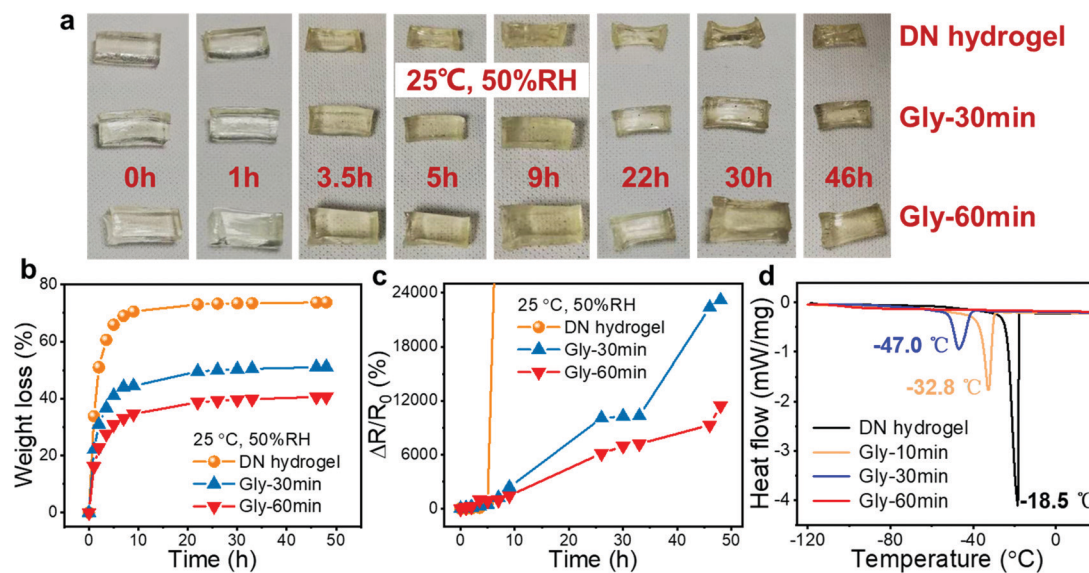 a
DN hydrogel
25℃, 50%RH
Gly-30min
0h 1h 3.5h 5h 9h 22h 30h 46h
Gly-60min
b
80
60
40
20
0
Weight loss (%)
25 °C, 50%RH
DN hydrogel
Gly-30min
Gly-60min
0 10 20 30 40 50
Time (h)
c
24000
18000
12000
6000
0
ΔR/R0 (%)
25 °C, 50%RH
DN hydrogel
Gly-30min
Gly-60min
0 10 20 30 40 50
Time (h)
d
0
-1
-2
-3
-4
Heat flow (mW/mg)
-47.0 ℃
-32.8 ℃
DN hydrogel
Gly-10min
Gly-30min
Gly-60min
-18.5 ℃
-120 -80 -40 0
Temperature (°C)